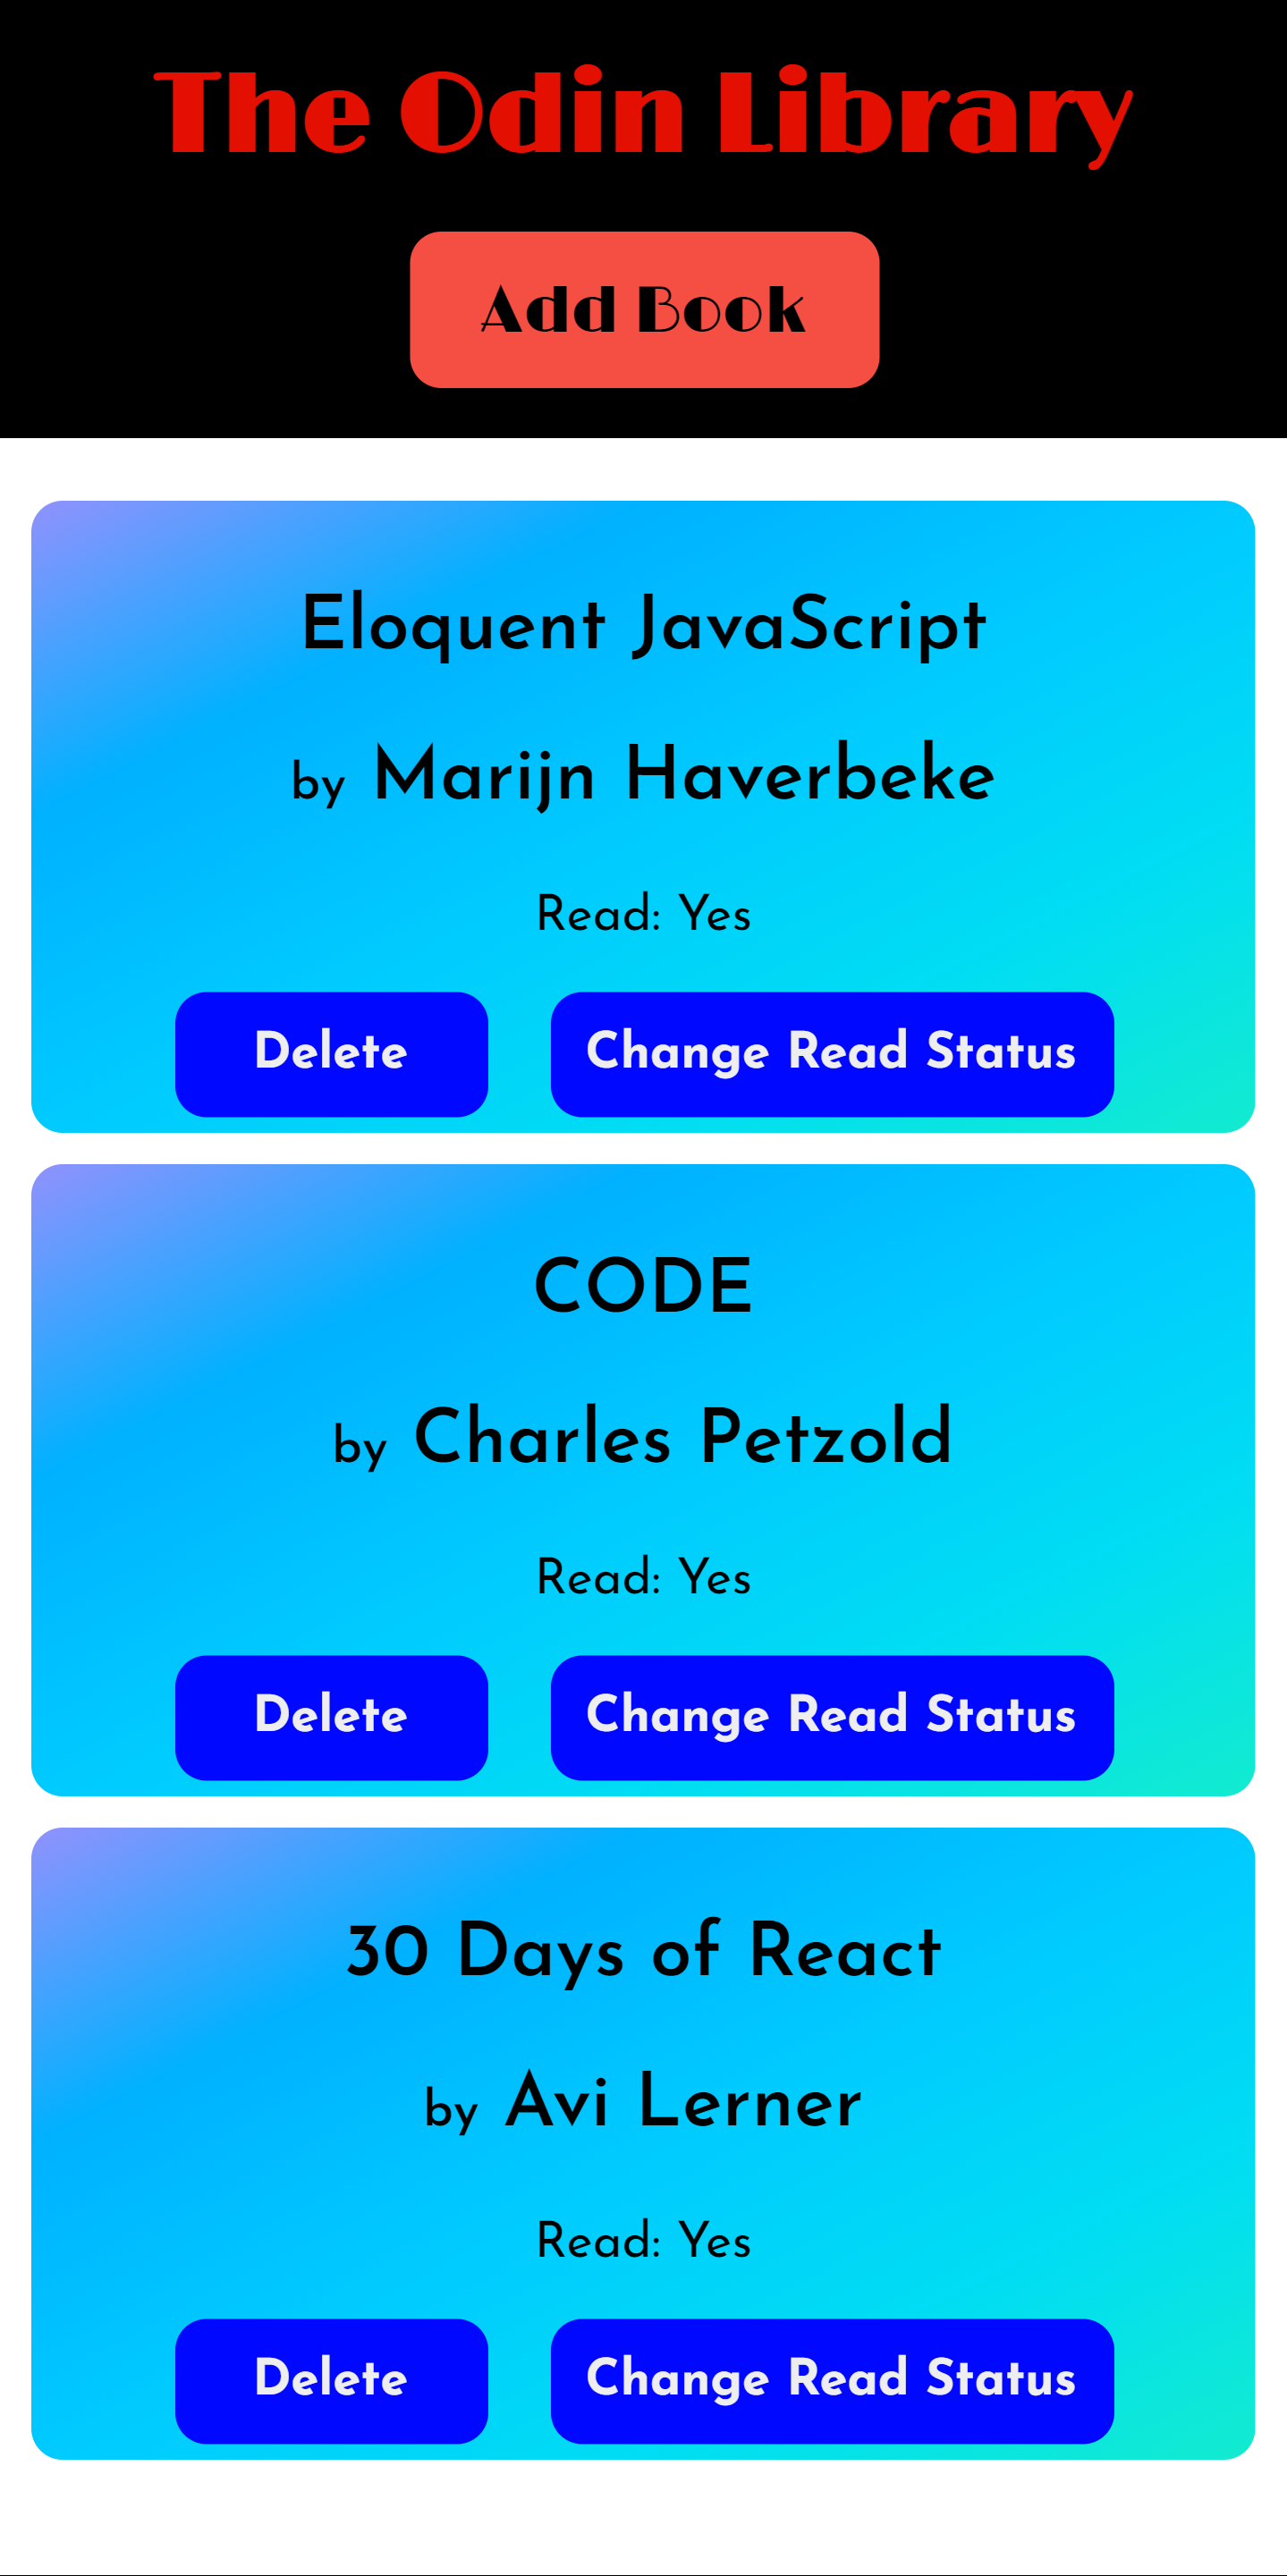 The Odin Library
Add Book
Eloquent JavaScript
by Marijn Haverbeke
Read: Yes
Delete
Change Read Status
CODE
by Charles Petzold
Read: Yes
Delete
Change Read Status
30 Days of React
by Avi Lerner
Read: Yes
Delete
Change Read Status